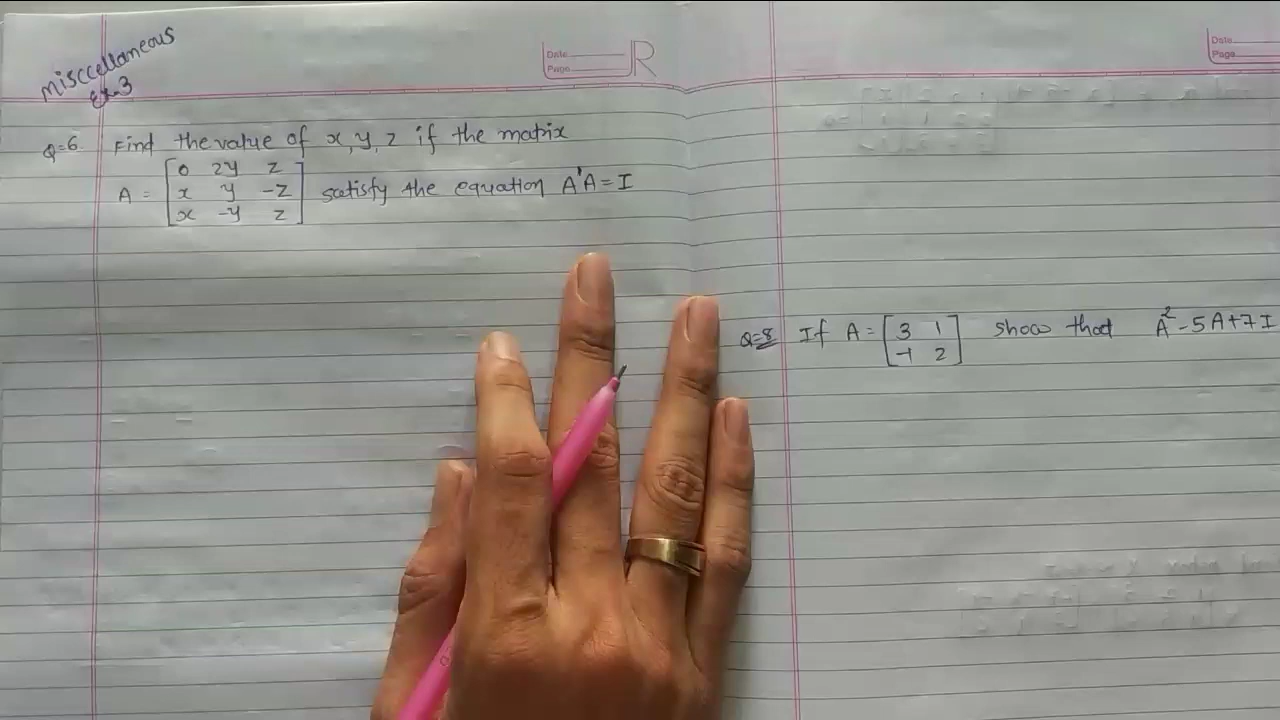 Misccellaneous
Ex-3
Date
Page
R
Date
Page
Q=6. Find the value of x, y, z if the matrix
A = [0 2y z
x y -z
x -y z] satisfy the equation A'A = I
Q=8 If A = [3 1
-1 2] show that A²-5A+7I